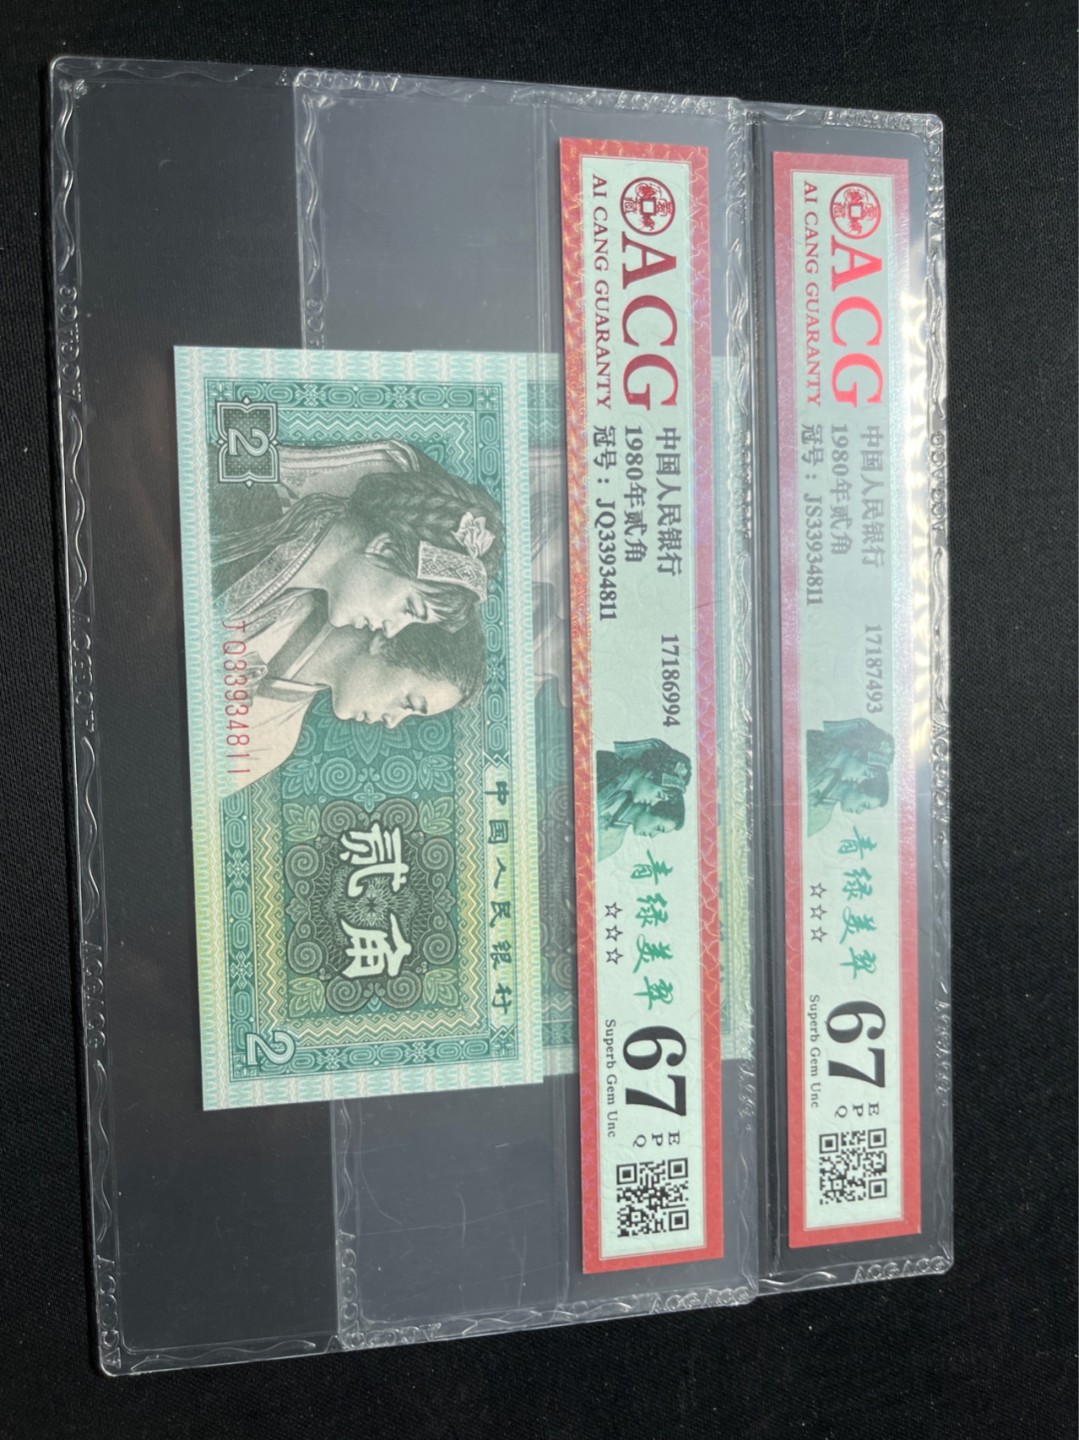 ACG
AI CANG GUARANTY
中国人民银行 17187493
1980年贰角
冠号：JS33934811
青绿美翠
☆☆☆
67
EPQ
Superb Gem Unc
ACG
AI CANG GUARANTY
中国人民银行 17186994
1980年贰角
冠号：JQ33934811
青绿美翠
☆☆☆
67
EPQ
Superb Gem Unc
中国人民银行
贰角
2
2
JQ33934811